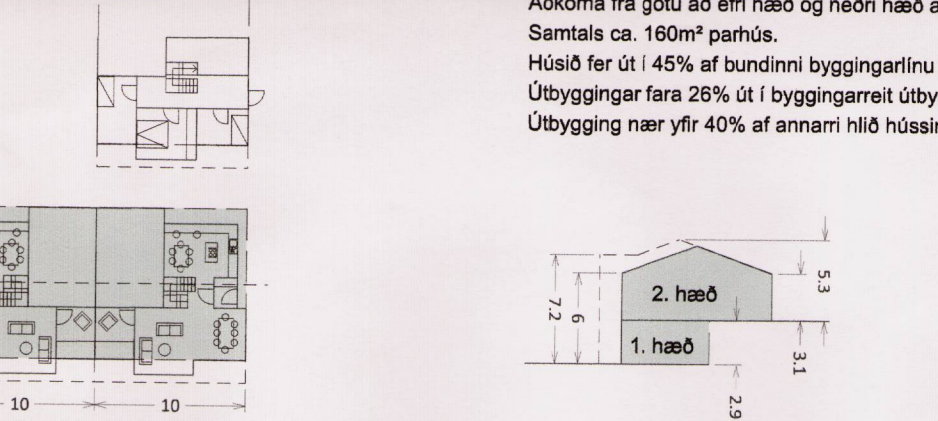 Aðkoma frá götu að efri hæð og neðri hæð a
Samtals ca. 160m² parhús.
Húsið fer út í 45% af bundinni byggingarlínu
Útbyggingar fara 26% út í byggingarreit útby
Útbygging nær yfir 40% af annarri hlið hússin
2. hæð
1. hæð
7.2
6
5.3
3.1
2.9
10
10